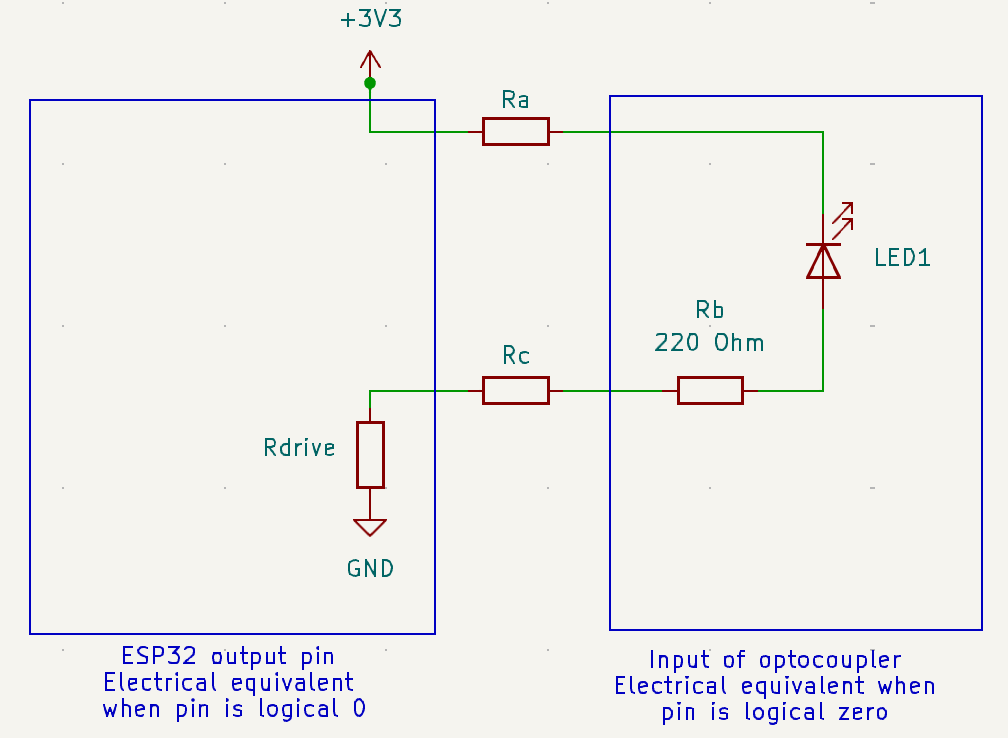 +3V3
Ra
LED1
Rb
220 Ohm
Rc
Rdrive
GND
ESP32 output pin
Electrical equivalent
when pin is logical 0
Input of optocoupler
Electrical equivalent when
pin is logical zero